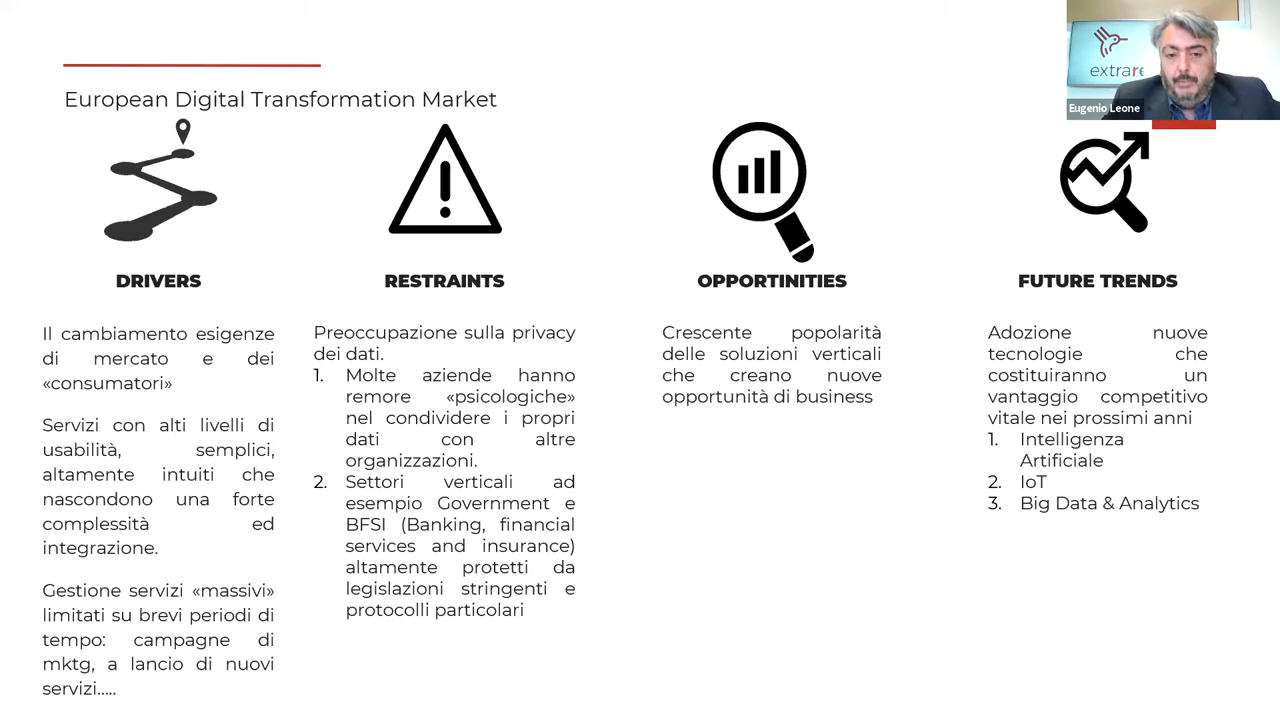 European Digital Transformation Market
extrare
Eugenio Leone
DRIVERS
Il cambiamento esigenze
di mercato e dei
«consumatori»
Servizi con alti livelli di
usabilità, semplici,
altamente intuiti che
nascondono una forte
complessità ed
integrazione.
Gestione servizi «massivi»
limitati su brevi periodi di
tempo: campagne di
mktg, a lancio di nuovi
servizi.....
RESTRAINTS
Preoccupazione sulla privacy
dei dati.
1. Molte aziende hanno
remore «psicologiche»
nel condividere i propri
dati con altre
organizzazioni.
2. Settori verticali ad
esempio Government e
BFSI (Banking, financial
services and insurance)
altamente protetti da
legislazioni stringenti e
protocolli particolari
OPPORTINITIES
Crescente popolarità
delle soluzioni verticali
che creano nuove
opportunità di business
FUTURE TRENDS
Adozione nuove
tecnologie che
costituiranno un
vantaggio competitivo
vitale nei prossimi anni
1. Intelligenza
Artificiale
2. IoT
3. Big Data & Analytics